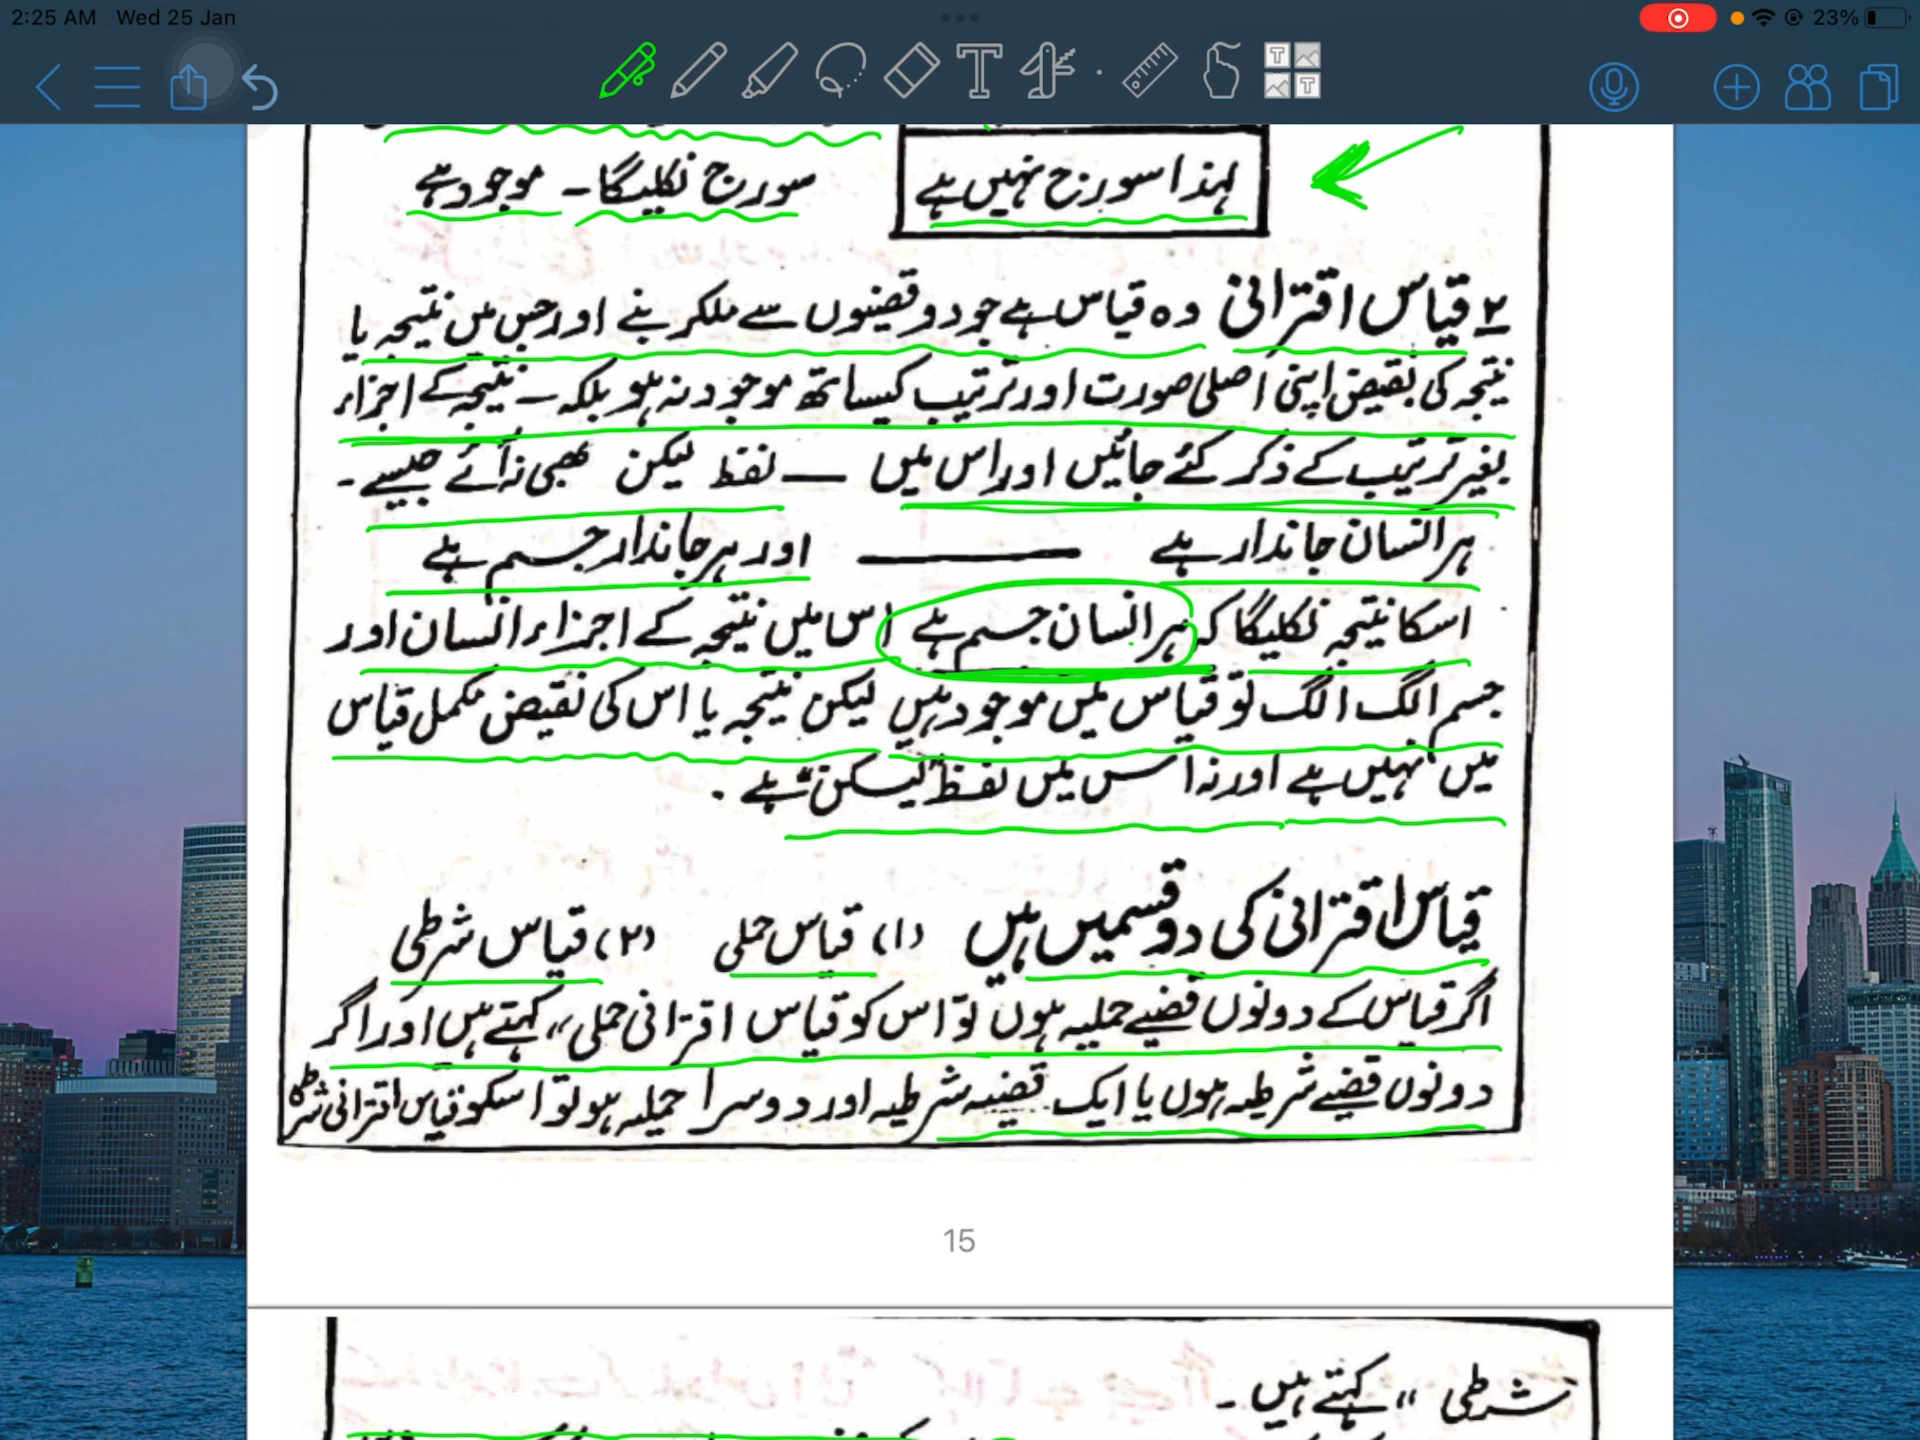 2:25 AM Wed 25 Jan
23%
لہذا سورج نہیں ہے
سورج نکلیگا - موجود ہے
۲ قیاس اقترانی وہ قیاس ہے جو دو قضیوں سے ملکر بنے اور جس میں نتیجہ یا
نتیجہ کی نقیض اپنی اصلی صورت اور ترتیب کیساتھ موجود نہ ہو بلکہ - نتیجہ کے اجزاء
بغیر ترتیب کے ذکر کئے جائیں اور اس میں — لفظ لیکن بھی نہ آئے جیسے -
ہر انسان جاندار ہے — اور ہر جاندار جسم ہے
اسکا نتیجہ نکلیگا کہ ہر انسان جسم ہے اس میں نتیجہ کے اجزاء انسان اور
جسم الگ الگ تو قیاس میں موجود ہیں لیکن نتیجہ یا اس کی نقیض مکمل قیاس
میں نہیں ہے اور نہ اس میں لفظ "لیکن" ہے .
قیاس اقترانی کی دو قسمیں ہیں (۱) قیاس حملی (۲) قیاس شرطی
اگر قیاس کے دونوں قضیے حملیہ ہوں تو اس کو قیاس اقترانی حملی ،، کہتے ہیں اور اگر
دونوں قضیے شرطیہ ہوں یا ایک قضیہ شرطیہ اور دوسرا حملیہ ہو تو اسکو قیاس اقترانی
15
شرطی ،، کہتے ہیں -